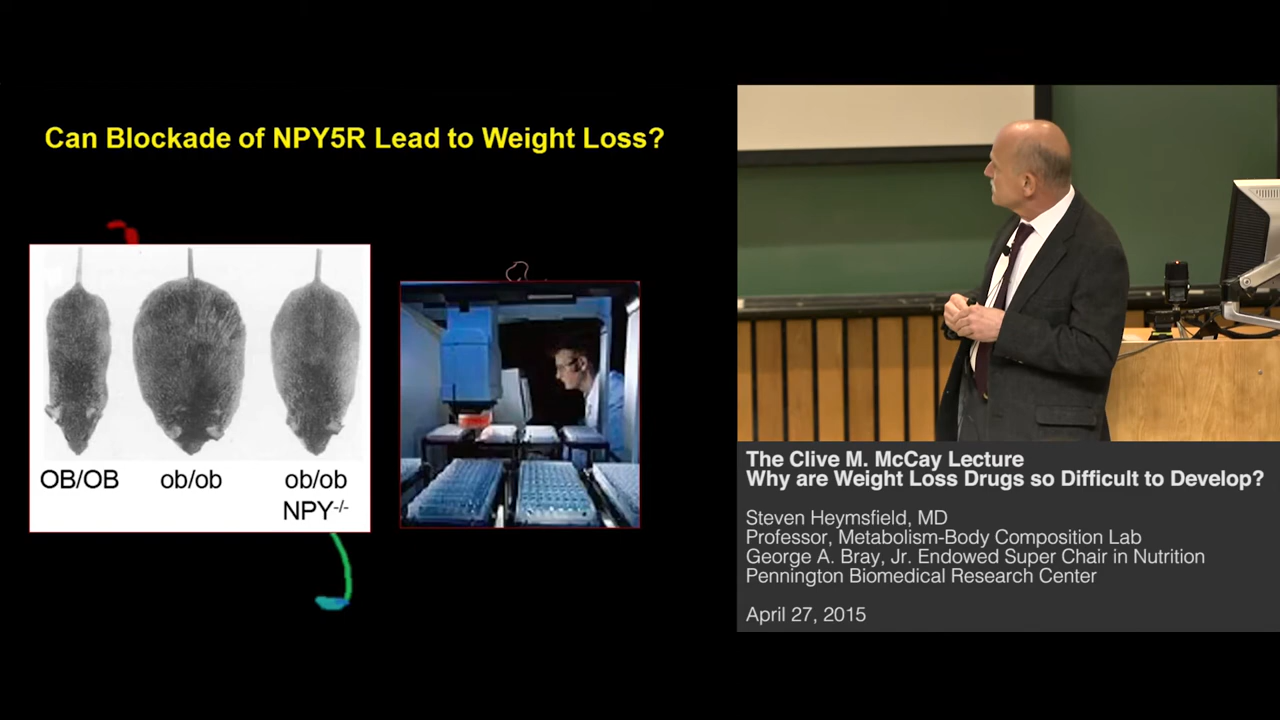 Can Blockade of NPY5R Lead to Weight Loss?
OB/OB
ob/ob
ob/ob
NPY-/-
The Clive M. McCay Lecture
Why are Weight Loss Drugs so Difficult to Develop?
Steven Heymsfield, MD
Professor, Metabolism-Body Composition Lab
George A. Bray, Jr. Endowed Super Chair in Nutrition
Pennington Biomedical Research Center
April 27, 2015